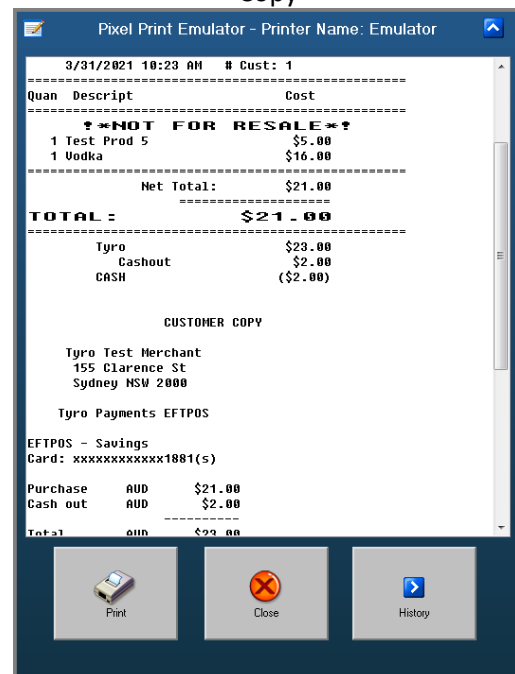 Copy
Pixel Print Emulator - Printer Name: Emulator
3/31/2021 10:23 AM # Cust: 1
========================================
Quan Descript Cost
========================================
!*NOT FOR RESALE*!
1 Test Prod 5 $5.00
1 Vodka $16.00
----------------------------------------
Net Total: $21.00
====================
TOTAL: $21.00
========================================
Tyro $23.00
Cashout $2.00
CASH ($2.00)
CUSTOMER COPY
Tyro Test Merchant
155 Clarence St
Sydney NSW 2000
Tyro Payments EFTPOS
EFTPOS - Savings
Card: xxxxxxxxxxxx1881(s)
Purchase AUD $21.00
Cash out AUD $2.00
----------
Total AUD $23.00
Print
Close
History